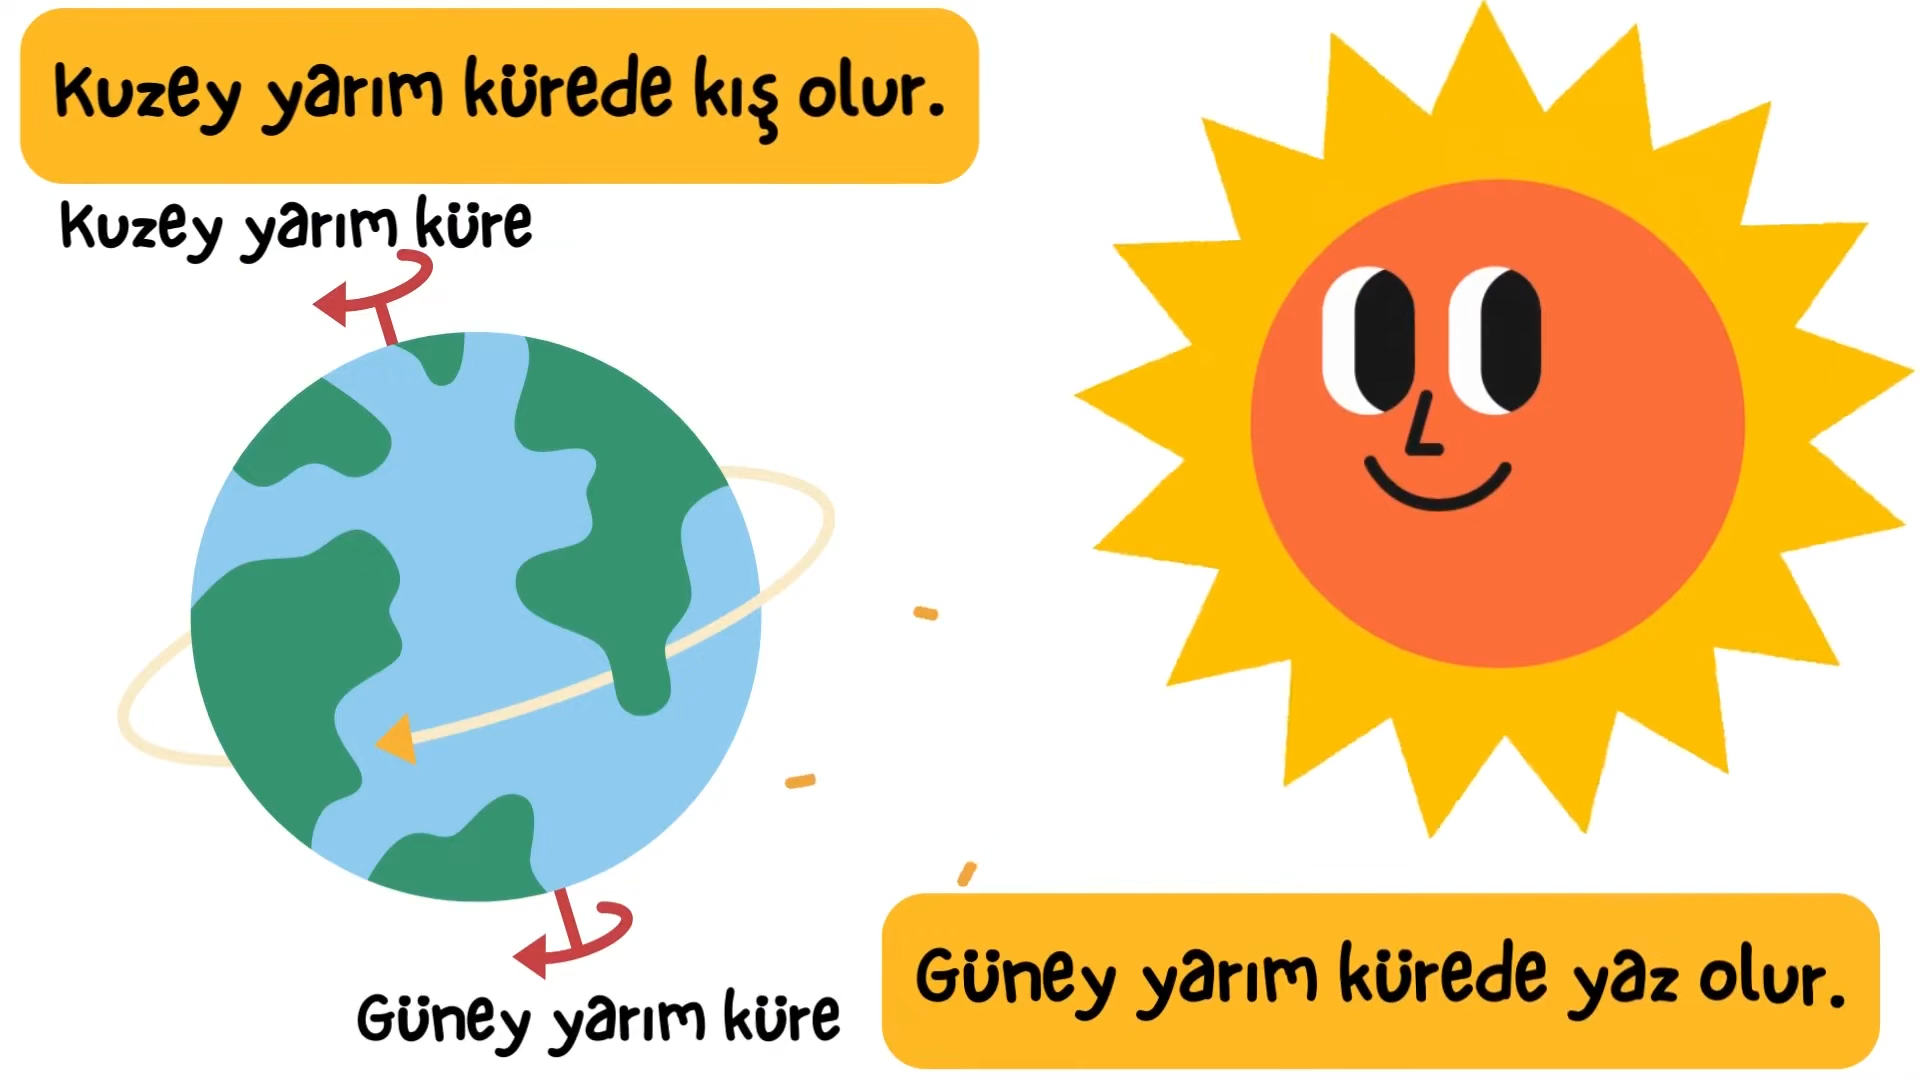 Kuzey yarım kürede kış olur.
Kuzey yarım küre
Güney yarım küre
Güney yarım kürede yaz olur.